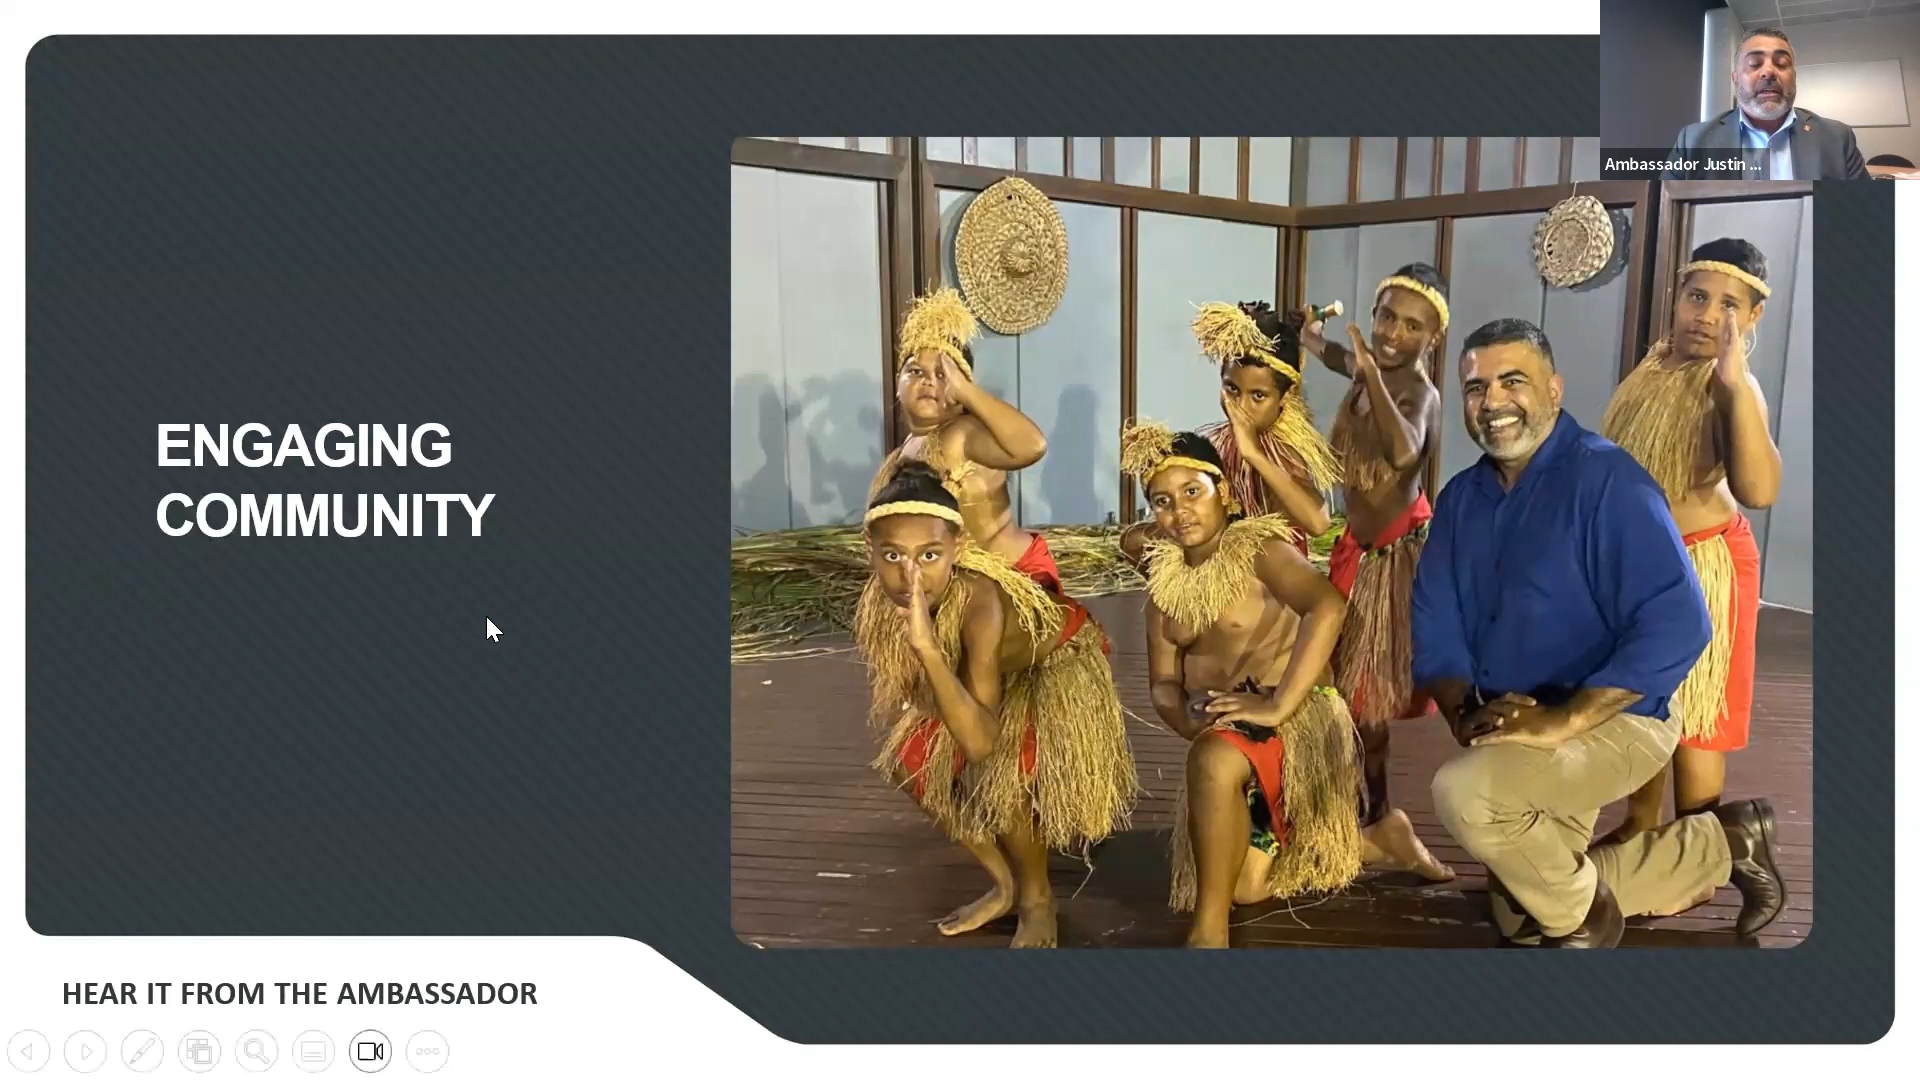 Ambassador Justin ...
ENGAGING
COMMUNITY
HEAR IT FROM THE AMBASSADOR